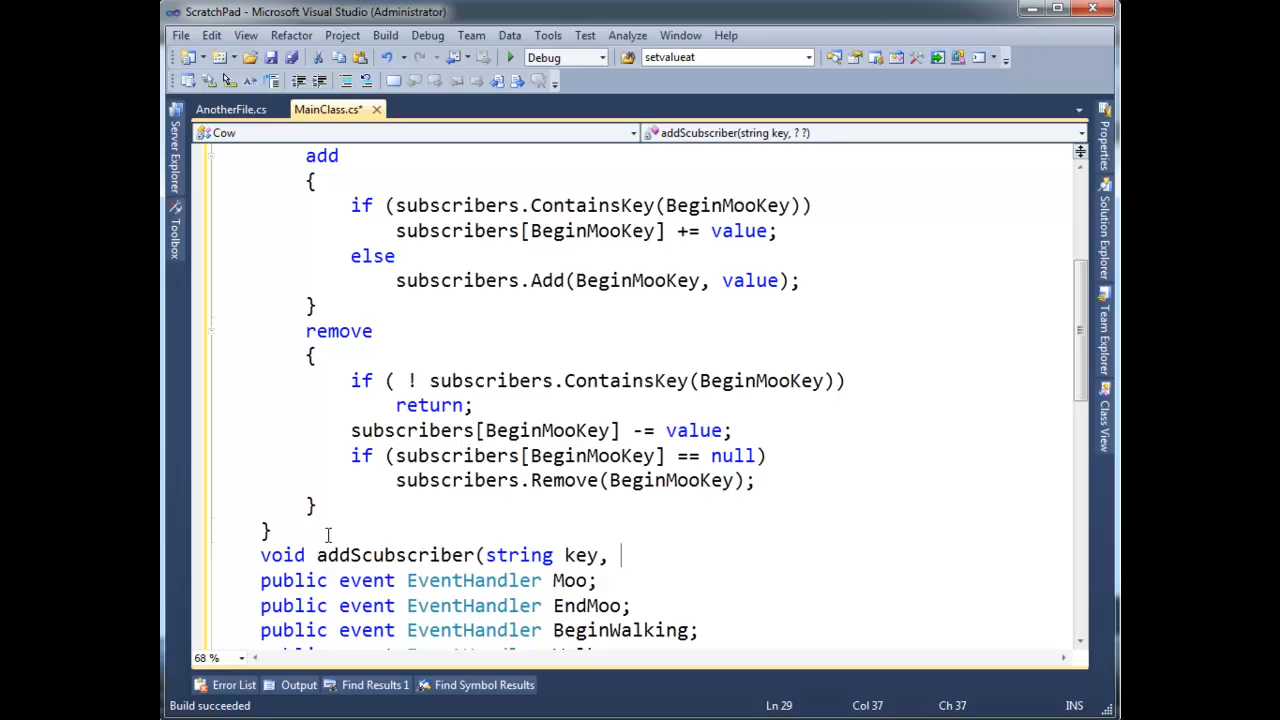 ScratchPad - Microsoft Visual Studio (Administrator)
File Edit View Refactor Project Build Debug Team Data Tools Test Analyze Window Help
Debug setvalueat
AnotherFile.cs MainClass.cs*
Cow addScubscriber(string key, ? ?)
add
{
if (subscribers.ContainsKey(BeginMooKey))
subscribers[BeginMooKey] += value;
else
subscribers.Add(BeginMooKey, value);
}
remove
{
if ( ! subscribers.ContainsKey(BeginMooKey))
return;
subscribers[BeginMooKey] -= value;
if (subscribers[BeginMooKey] == null)
subscribers.Remove(BeginMooKey);
}
}
void addScubscriber(string key,
public event EventHandler Moo;
public event EventHandler EndMoo;
public event EventHandler BeginWalking;
68 %
Error List Output Find Results 1 Find Symbol Results
Build succeeded Ln 29 Col 37 Ch 37 INS
Server Explorer
Toolbox
Properties
Solution Explorer
Team Explorer
Class View